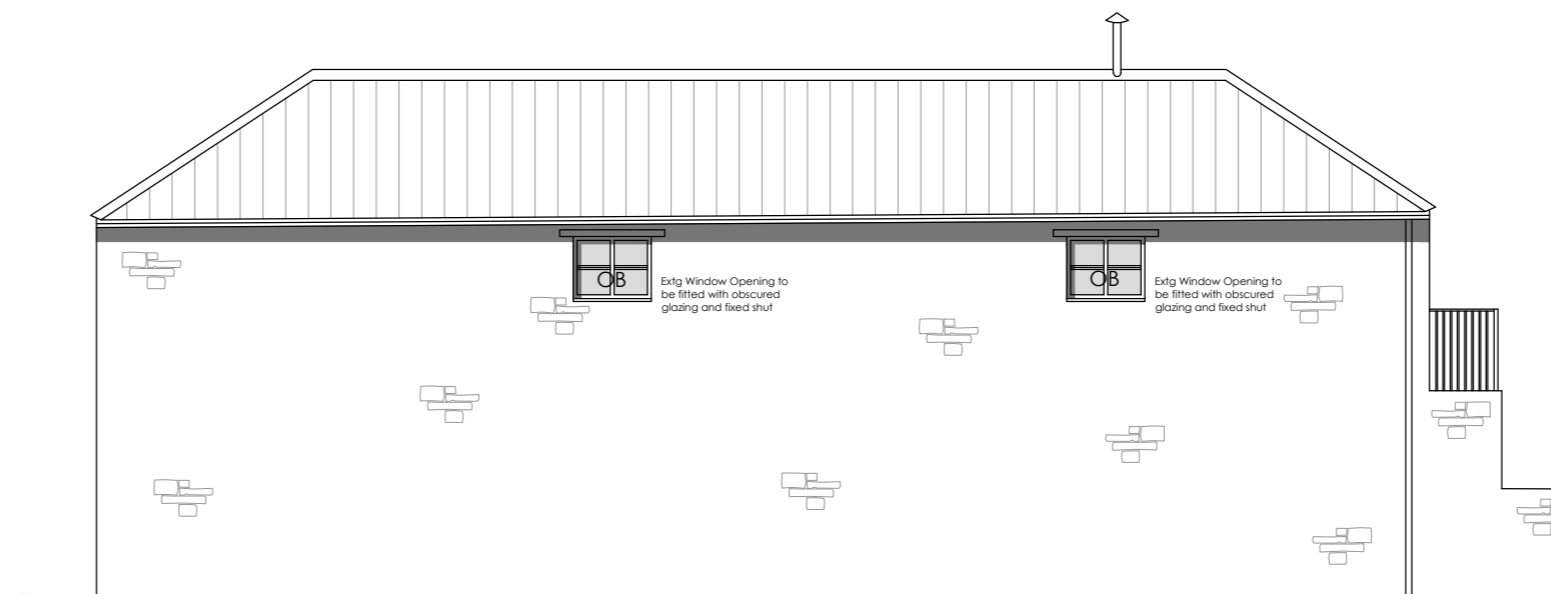 OB
Extg Window Opening to
be fitted with obscured
glazing and fixed shut
OB
Extg Window Opening to
be fitted with obscured
glazing and fixed shut